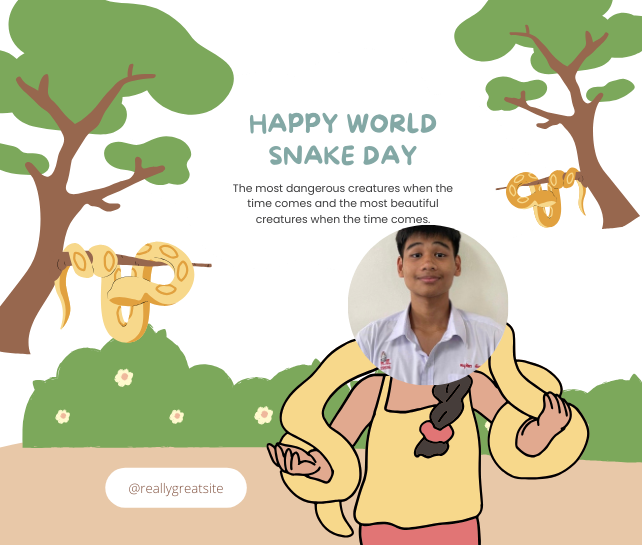 HAPPY WORLD
SNAKE DAY
The most dangerous creatures when the
time comes and the most beautiful
creatures when the time comes.
@reallygreatsite